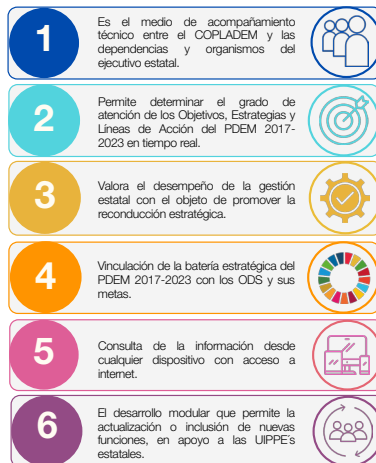 1
Es el medio de acompañamiento
técnico entre el COPLADEM y las
dependencias y organismos del
ejecutivo estatal.
2
Permite determinar el grado de
atención de los Objetivos, Estrategias y
Líneas de Acción del PDEM 2017-
2023 en tiempo real.
3
Valora el desempeño de la gestión
estatal con el objeto de promover la
reconducción estratégica.
4
Vinculación de la batería estratégica del
PDEM 2017-2023 con los ODS y sus
metas.
5
Consulta de la información desde
cualquier dispositivo con acceso a
internet.
6
El desarrollo modular que permite la
actualización o inclusión de nuevas
funciones, en apoyo a las UIPPE´s
estatales.